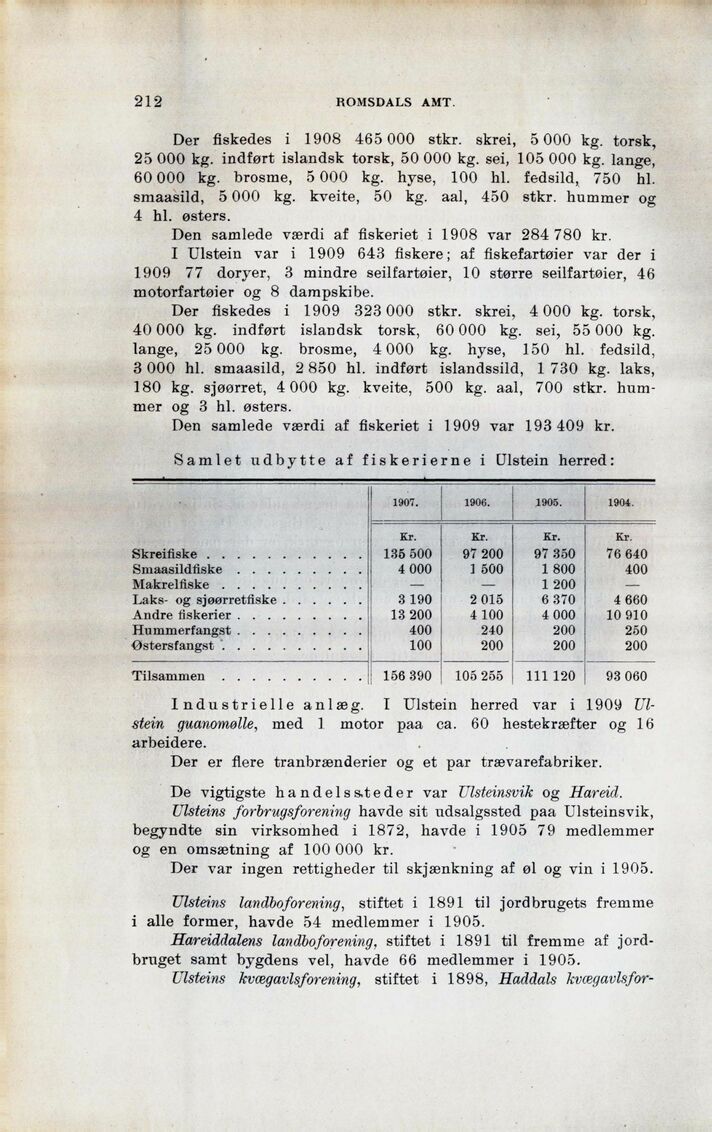 212 ROMSDALS AMT.
Der fiskedes i 1908 465 000 stkr. skrei, 5 000 kg. torsk,
25 000 kg. indført islandsk torsk, 50 000 kg. sei, 105 000 kg. lange,
60 000 kg. brosme, 5 000 kg. hyse, 100 hl. fedsild, 750 hl.
smaasild, 5 000 kg. kveite, 50 kg. aal, 450 stkr. hummer og
4 hl. østers.
Den samlede værdi af fiskeriet i 1908 var 284 780 kr.
I Ulstein var i 1909 643 fiskere; af fiskefartøier var der i
1909 77 doryer, 3 mindre seilfartøier, 10 større seilfartøier, 46
motorfartøier og 8 dampskibe.
Der fiskedes i 1909 323 000 stkr. skrei, 4 000 kg. torsk,
40 000 kg. indført islandsk torsk, 60 000 kg. sei, 55 000 kg.
lange, 25 000 kg. brosme, 4 000 kg. hyse, 150 hl. fedsild,
3 000 hl. smaasild, 2 850 hl. indført islandssild, 1 730 kg. laks,
180 kg. sjøørret, 4 000 kg. kveite, 500 kg. aal, 700 stkr. hum-
mer og 3 hl. østers.
Den samlede værdi af fiskeriet i 1909 var 193 409 kr.
Samlet udbytte af fiskerierne i Ulstein herred:
1907. 1906. 1905. 1904.
Kr. Kr. Kr. Kr.
Skreifiske . . . . . . . . . . . 135 500 97 200 97 350 76 640
Smaasildfiske . . . . . . . . . 4 000 1 500 1 800 400
Makrelfiske . . . . . . . . . . — — 1 200 —
Laks- og sjøørretfiske . . . . . . 3 190 2 015 6 370 4 660
Andre fiskerier . . . . . . . . . 13 200 4 100 4 000 10 910
Hummerfangst . . . . . . . . . 400 240 200 250
Østersfangst . . . . . . . . . . 100 200 200 200
Tilsammen . . . . . . . . . . 156 390 105 255 111 120 93 060
Industrielle anlæg. I Ulstein herred var i 1909 Ul-
stein guanomølle, med 1 motor paa ca. 60 hestekræfter og 16
arbeidere.
Der er flere tranbrænderier og et par trævarefabriker.
De vigtigste handelssteder var Ulsteinsvik og Hareid.
Ulsteins forbrugsforening havde sit udsalgssted paa Ulsteinsvik,
begyndte sin virksomhed i 1872, havde i 1905 79 medlemmer
og en omsætning af 100 000 kr.
Der var ingen rettigheder til skjænkning af øl og vin i 1905.
Ulsteins landboforening, stiftet i 1891 til jordbrugets fremme
i alle former, havde 54 medlemmer i 1905.
Hareiddalens landboforening, stiftet i 1891 til fremme af jord-
bruget samt bygdens vel, havde 66 medlemmer i 1905.
Ulsteins kvægavlsforening, stiftet i 1898, Haddals kvægavlsfor-